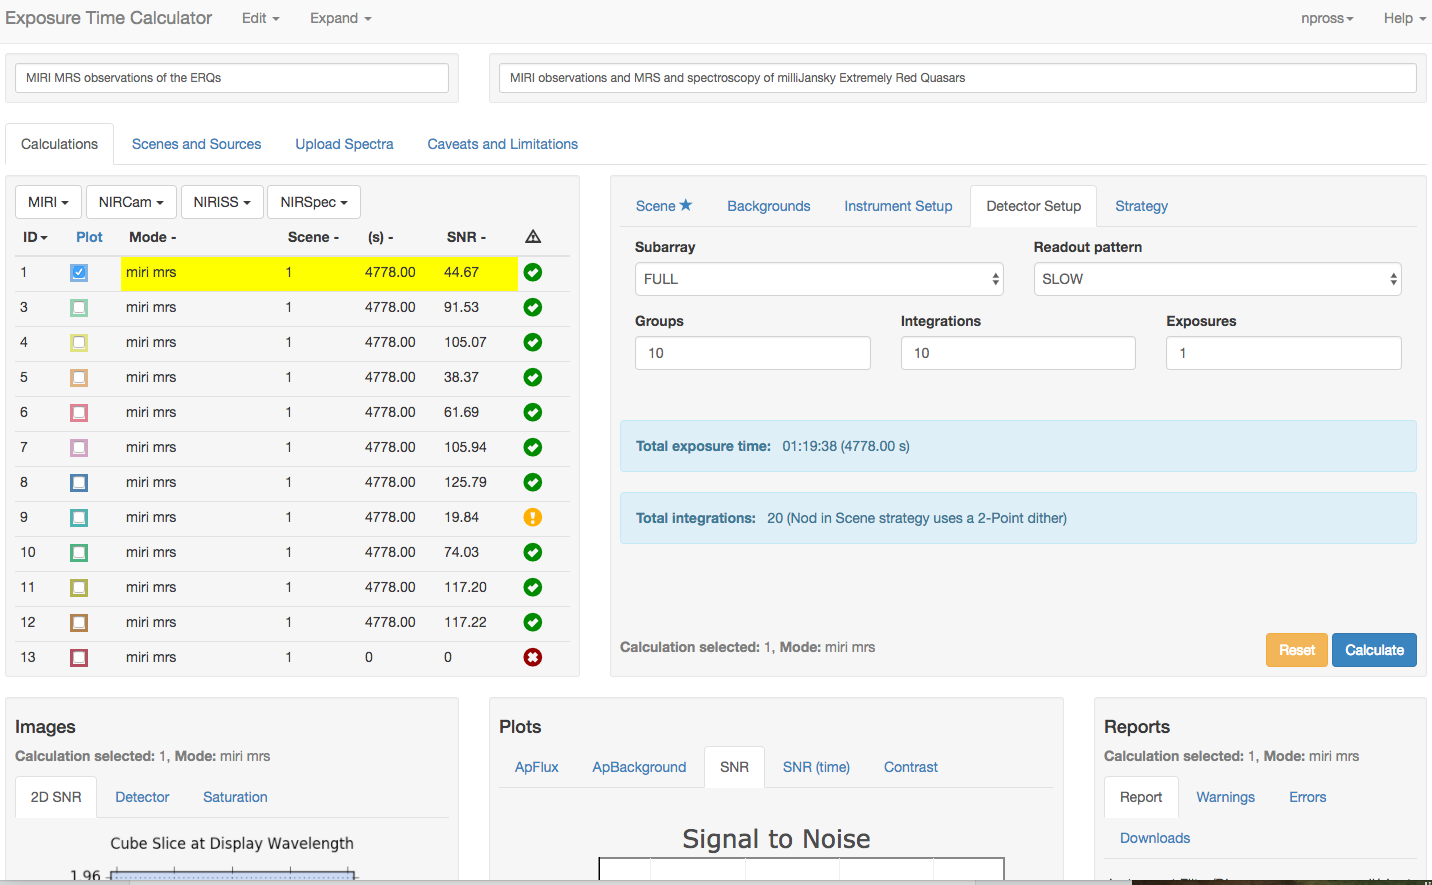 Exposure Time Calculator Edit Expand npross Help
MIRI MRS observations of the ERQs
MIRI observations and MRS and spectroscopy of milliJansky Extremely Red Quasars
Calculations Scenes and Sources Upload Spectra Caveats and Limitations
MIRI NIRCam NIRISS NIRSpec
ID Plot Mode - Scene - (s) - SNR -
1 miri mrs 1 4778.00 44.67
3 miri mrs 1 4778.00 91.53
4 miri mrs 1 4778.00 105.07
5 miri mrs 1 4778.00 38.37
6 miri mrs 1 4778.00 61.69
7 miri mrs 1 4778.00 105.94
8 miri mrs 1 4778.00 125.79
9 miri mrs 1 4778.00 19.84
10 miri mrs 1 4778.00 74.03
11 miri mrs 1 4778.00 117.20
12 miri mrs 1 4778.00 117.22
13 miri mrs 1 0 0
Scene Backgrounds Instrument Setup Detector Setup Strategy
Subarray Readout pattern
FULL SLOW
Groups Integrations Exposures
10 10 1
Total exposure time: 01:19:38 (4778.00 s)
Total integrations: 20 (Nod in Scene strategy uses a 2-Point dither)
Calculation selected: 1, Mode: miri mrs Reset Calculate
Images
Calculation selected: 1, Mode: miri mrs
2D SNR Detector Saturation
Cube Slice at Display Wavelength
1.96
Plots
ApFlux ApBackground SNR SNR (time) Contrast
Signal to Noise
Reports
Calculation selected: 1, Mode: miri mrs
Report Warnings Errors
Downloads